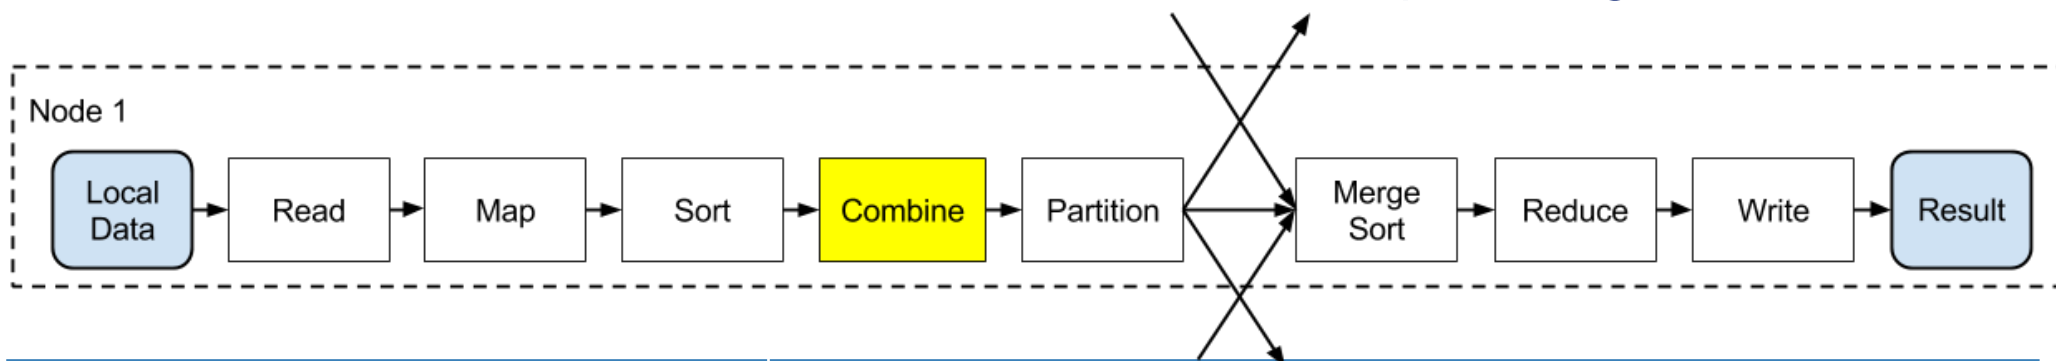 Node 1
Local
Data
Read
Map
Sort
Combine
Partition
Merge
Sort
Reduce
Write
Result